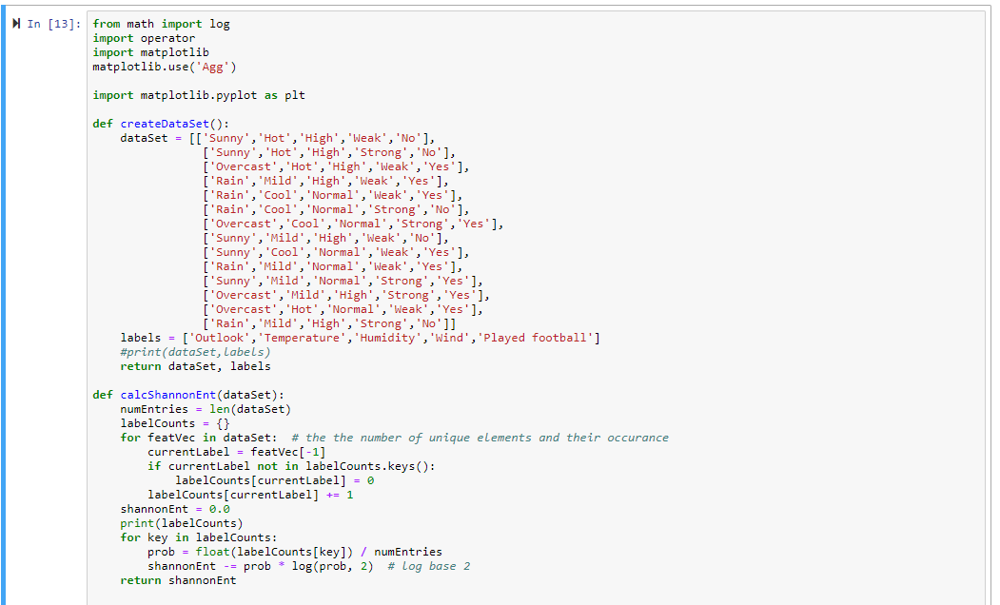 In [13]: from math import log
import operator
import matplotlib
matplotlib.use('Agg')
import matplotlib.pyplot as plt
def createDataSet():
dataSet = [['Sunny','Hot','High','Weak','No'],
['Sunny','Hot','High','Strong','No'],
['Overcast','Hot','High','Weak','Yes'],
['Rain','Mild','High','Weak','Yes'],
['Rain','Cool','Normal','Weak','Yes'],
['Rain','Cool','Normal','Strong','No'],
['Overcast','Cool','Normal','Strong','Yes'],
['Sunny','Mild','High','Weak','No'],
['Sunny','Cool','Normal','Weak','Yes'],
['Rain','Mild','Normal','Weak','Yes'],
['Sunny','Mild','Normal','Strong','Yes'],
['Overcast','Mild','High','Strong','Yes'],
['Overcast','Hot','Normal','Weak','Yes'],
['Rain','Mild','High','Strong','No']]
labels = ['Outlook','Temperature','Humidity','Wind','Played football']
#print(dataSet,labels)
return dataSet, labels
def calcShannonEnt(dataSet):
numEntries = len(dataSet)
labelCounts = {}
for featVec in dataSet:  # the the number of unique elements and their occurance
currentLabel = featVec[-1]
if currentLabel not in labelCounts.keys():
labelCounts[currentLabel] = 0
labelCounts[currentLabel] += 1
shannonEnt = 0.0
print(labelCounts)
for key in labelCounts:
prob = float(labelCounts[key]) / numEntries
shannonEnt -= prob * log(prob, 2)  # log base 2
return shannonEnt